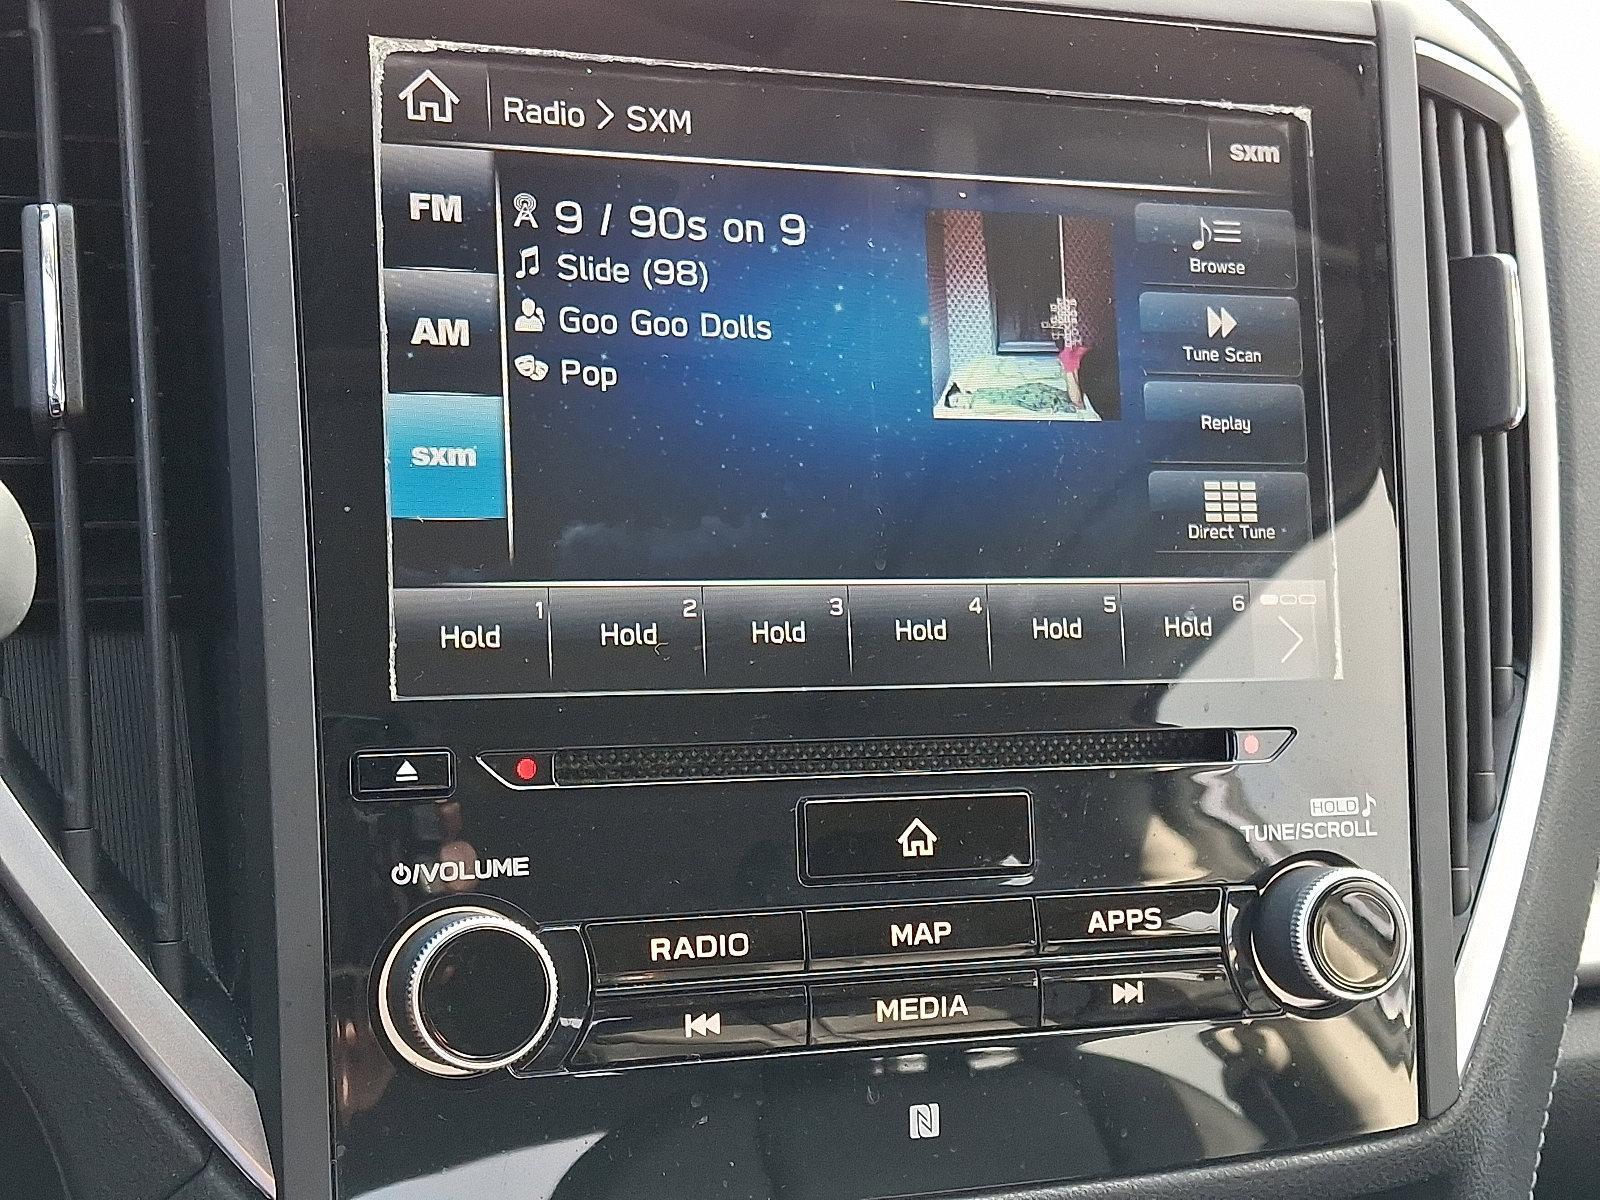 Radio > SXM
sxm
FM
AM
sxm
9 / 90s on 9
Slide (98)
Goo Goo Dolls
Pop
Browse
Tune Scan
Replay
Direct Tune
1
Hold
2
Hold
3
Hold
4
Hold
5
Hold
6
Hold
/VOLUME
HOLD
TUNE/SCROLL
RADIO
MAP
APPS
MEDIA
N